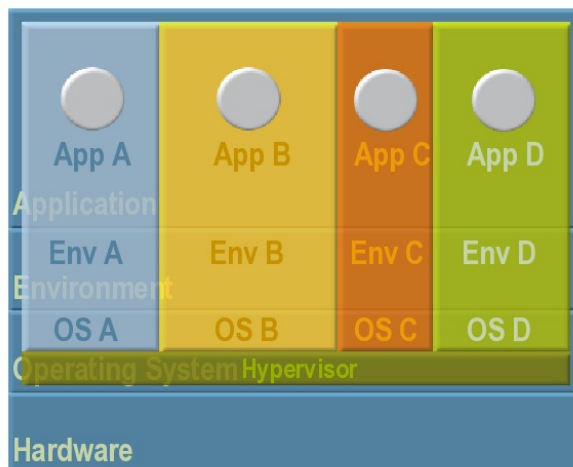 App A App B App C App D
Application
Env A Env B Env C Env D
Environment
OS A OS B OS C OS D
Operating System Hypervisor
Hardware